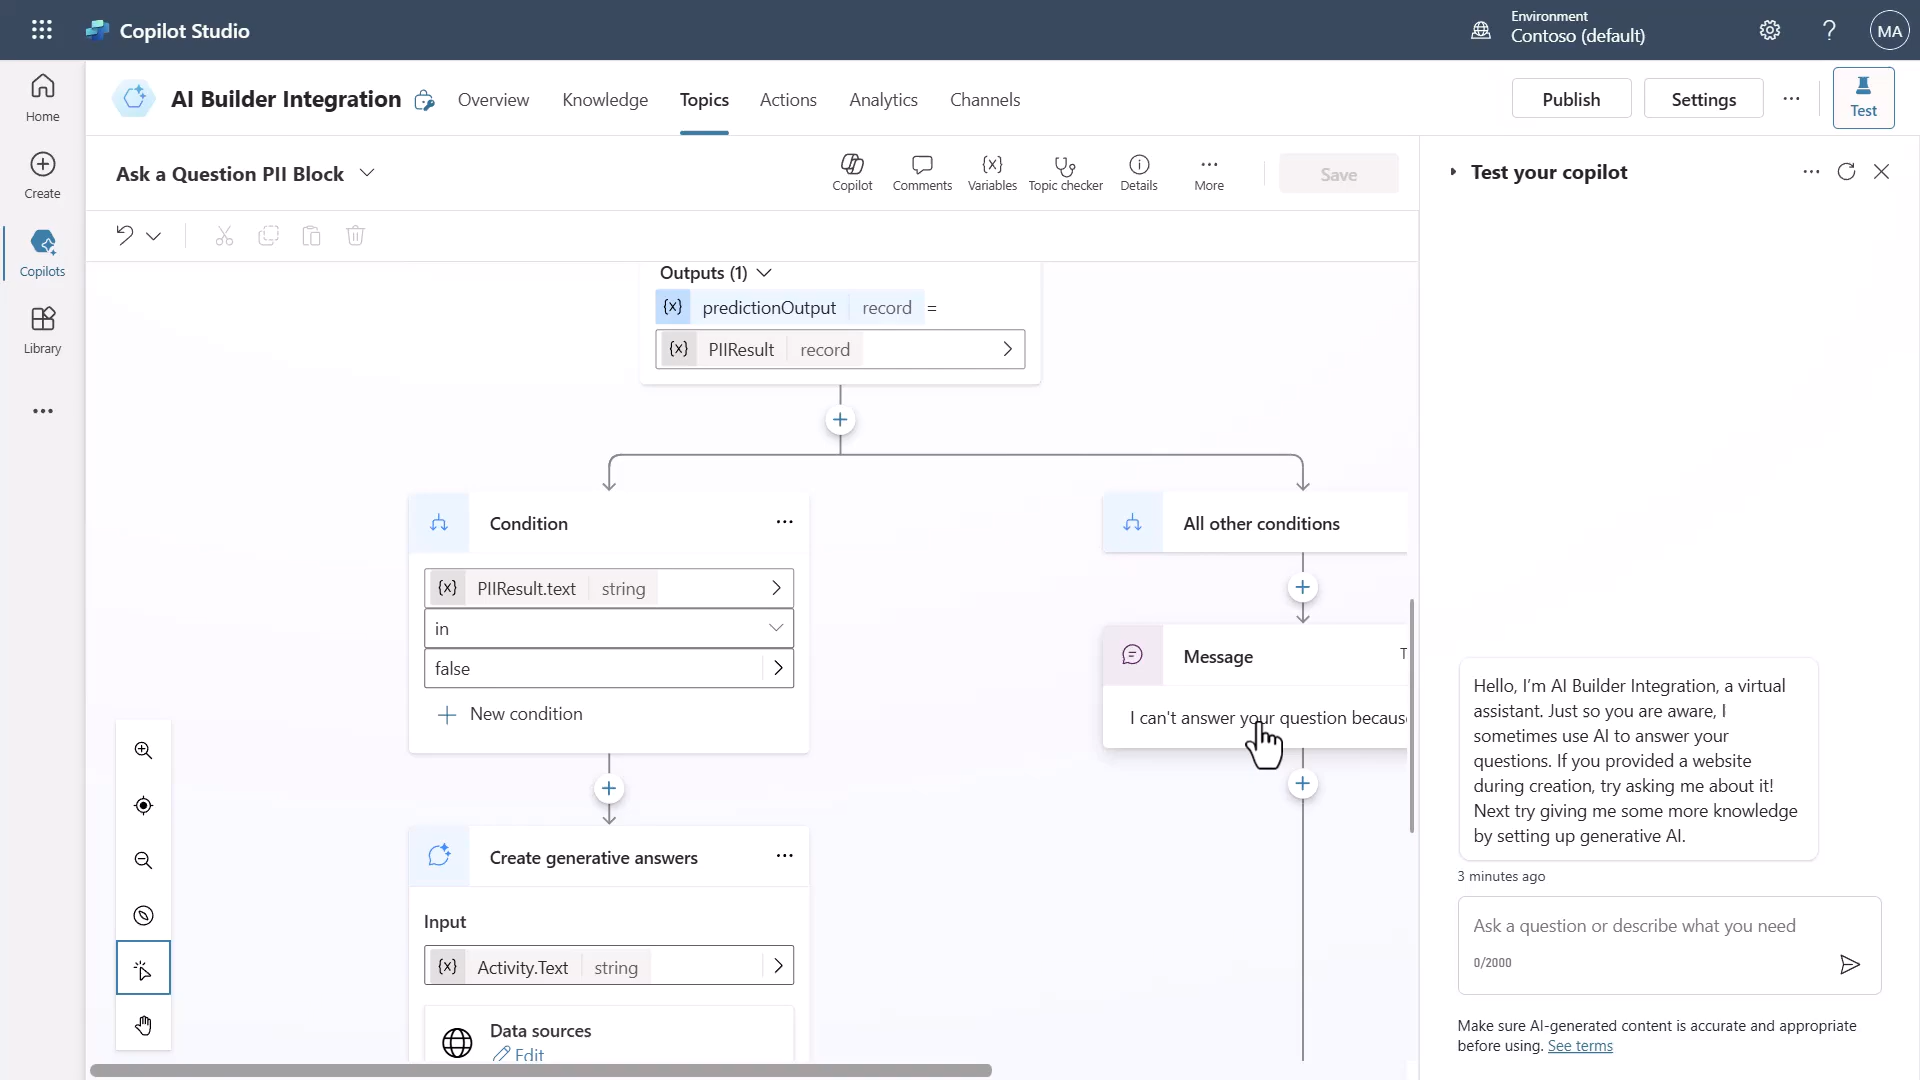 Copilot Studio
Environment
Contoso (default)
MA
Home
Create
Copilots
Library
AI Builder Integration
Overview
Knowledge
Topics
Actions
Analytics
Channels
Publish
Settings
Test
Ask a Question PII Block
Copilot
Comments
Variables
Topic checker
Details
More
Save
Outputs (1)
{x} predictionOutput record =
{x} PIIResult record
Condition
{x} PIIResult.text string
in
false
New condition
Create generative answers
Input
{x} Activity.Text string
Data sources
Edit
All other conditions
Message
T
I can't answer your question becaus
Test your copilot
Hello, I'm AI Builder Integration, a virtual
assistant. Just so you are aware, I
sometimes use AI to answer your
questions. If you provided a website
during creation, try asking me about it!
Next try giving me some more knowledge
by setting up generative AI.
3 minutes ago
Ask a question or describe what you need
0/2000
Make sure AI-generated content is accurate and appropriate
before using. See terms